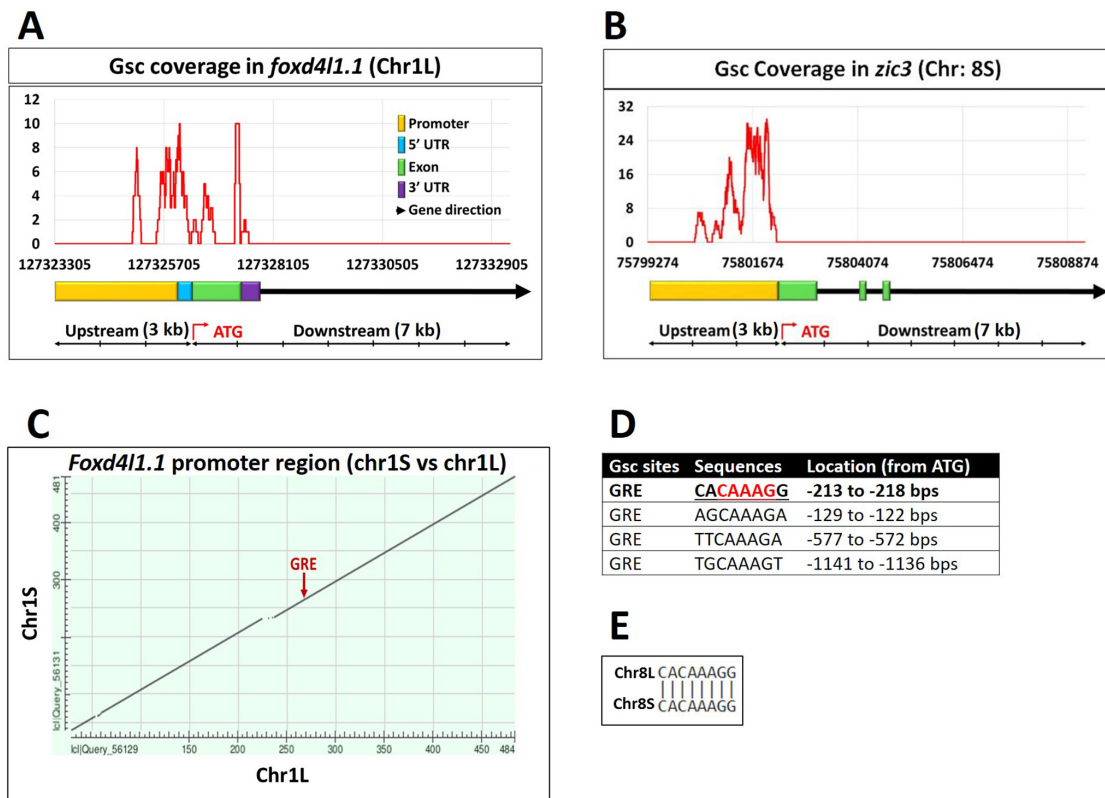 A
Gsc coverage in foxd4l1.1 (Chr1L)
12
10
8
6
4
2
0
Promoter
5' UTR
Exon
3' UTR
Gene direction
127323305 127325705 127328105 127330505 127332905
Upstream (3 kb) ATG Downstream (7 kb)
B
Gsc Coverage in zic3 (Chr: 8S)
32
24
16
8
0
75799274 75801674 75804074 75806474 75808874
Upstream (3 kb) ATG Downstream (7 kb)
C
Foxd4l1.1 promoter region (chr1S vs chr1L)
481
400
300
lcl|Query_56131
Chr1S
GRE
lcl|Query_56129 150 200 250 300 350 400 450 484
Chr1L
D
Gsc sites Sequences Location (from ATG)
GRE CACAAAGG -213 to -218 bps
GRE AGCAAAGA -129 to -122 bps
GRE TTCAAAGA -577 to -572 bps
GRE TGCAAAGT -1141 to -1136 bps
E
Chr8L CACAAAGG
||||||||
Chr8S CACAAAGG